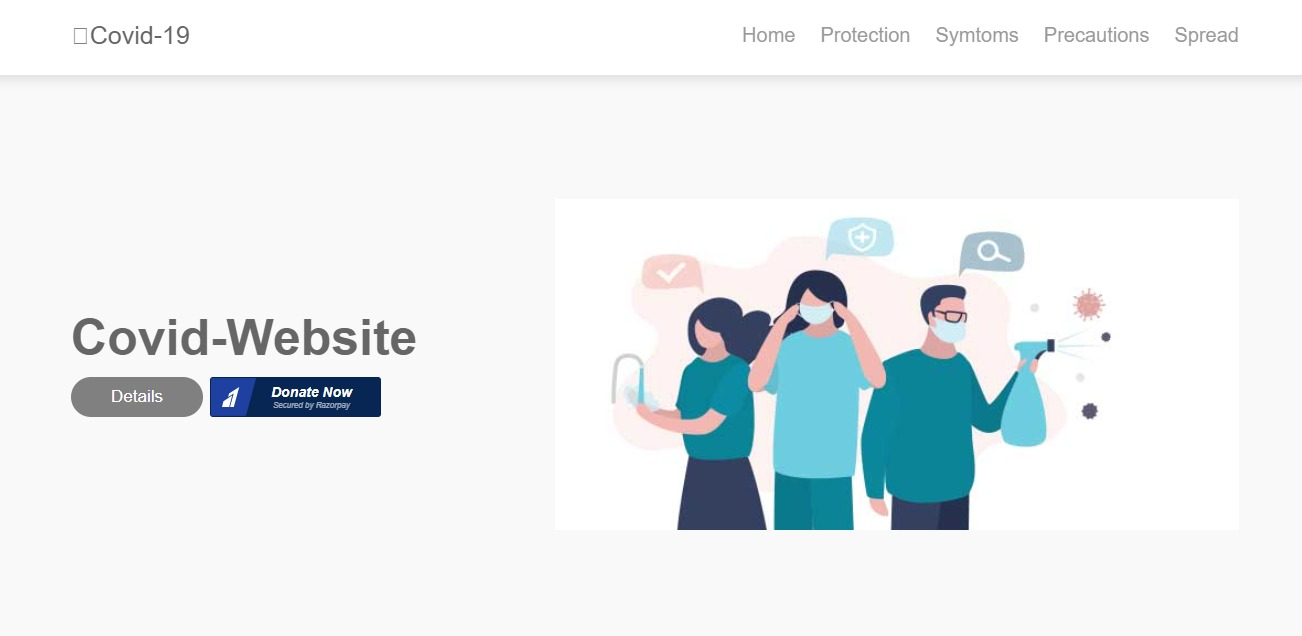 Covid-19
Home Protection Symtoms Precautions Spread
Covid-Website
Details
Donate Now
Secured by Razorpay